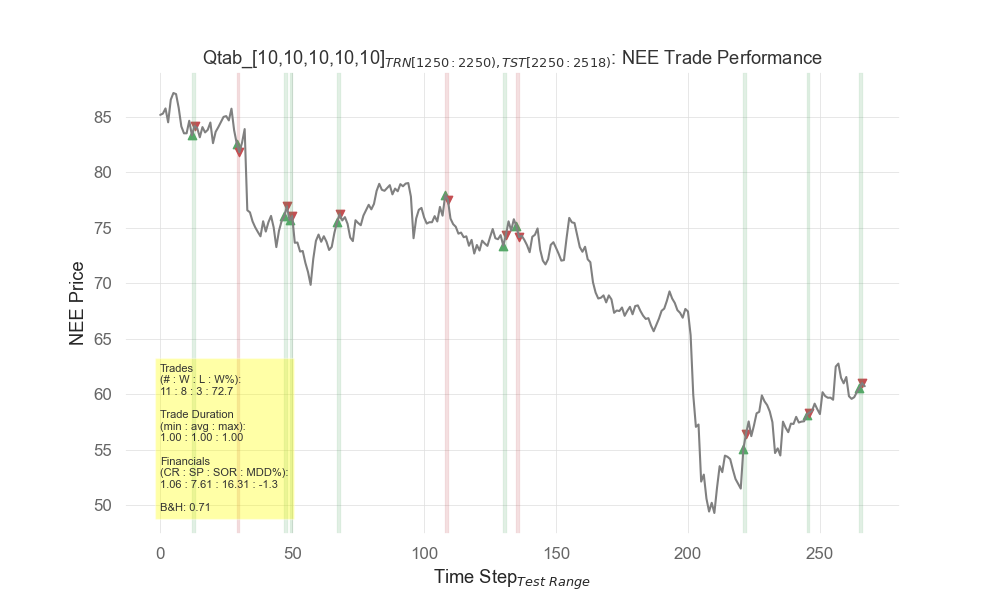 Qtab_[10,10,10,10,10]TRN[1250:2250),TST[2250:2518): NEE Trade Performance
85
80
75
70
65
60
55
50
NEE Price
Trades
(# : W : L : W%):
11 : 8 : 3 : 72.7
Trade Duration
(min : avg : max):
1.00 : 1.00 : 1.00
Financials
(CR : SP : SOR : MDD%):
1.06 : 7.61 : 16.31 : -1.3
B&H: 0.71
0 50 100 150 200 250
Time StepTest Range